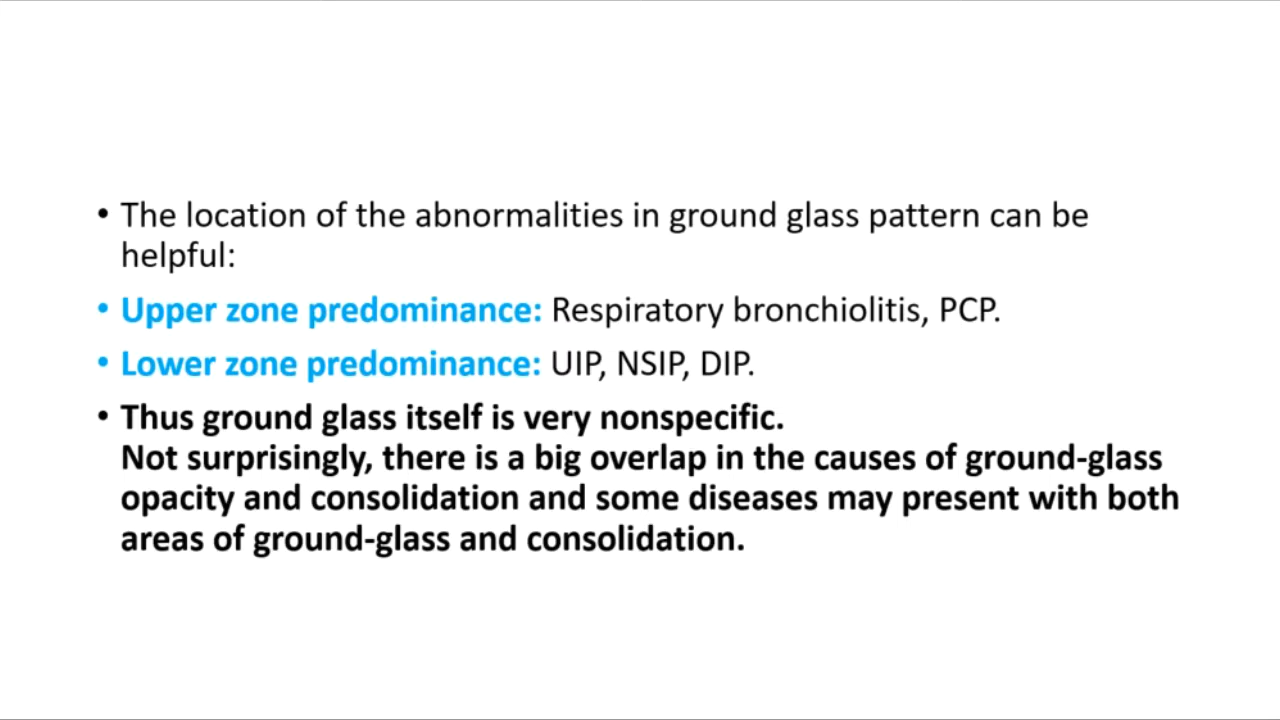 • The location of the abnormalities in ground glass pattern can be
helpful:
• Upper zone predominance: Respiratory bronchiolitis, PCP.
• Lower zone predominance: UIP, NSIP, DIP.
• Thus ground glass itself is very nonspecific.
Not surprisingly, there is a big overlap in the causes of ground-glass
opacity and consolidation and some diseases may present with both
areas of ground-glass and consolidation.